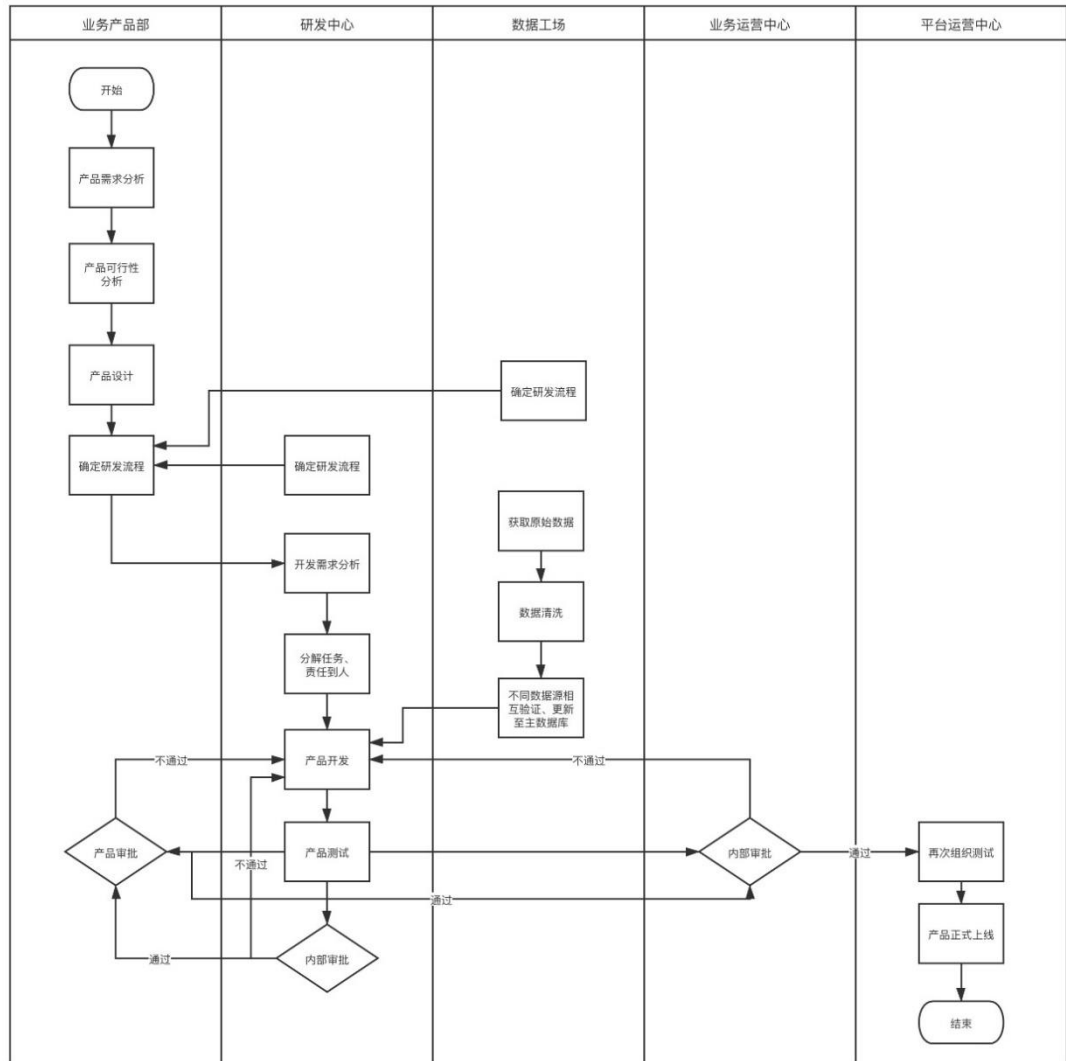 业务产品部
研发中心
数据工场
业务运营中心
平台运营中心
开始
产品需求分析
产品可行性
分析
产品设计
确定研发流程
确定研发流程
确定研发流程
获取原始数据
开发需求分析
数据清洗
分解任务、
责任到人
不同数据源相
互验证、更新
至主数据库
不通过
产品开发
不通过
产品审批
不通过
产品测试
内部审批
通过
再次组织测试
通过
产品正式上线
通过
内部审批
结束